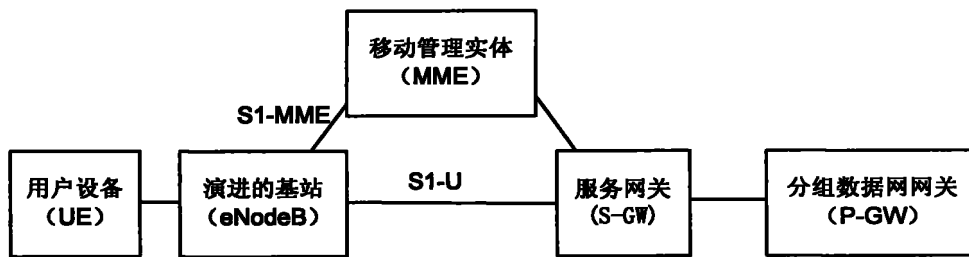 移动管理实体
（MME）
S1-MME
用户设备
（UE）
演进的基站
（eNodeB）
S1-U
服务网关
(S-GW)
分组数据网网关
（P-GW）